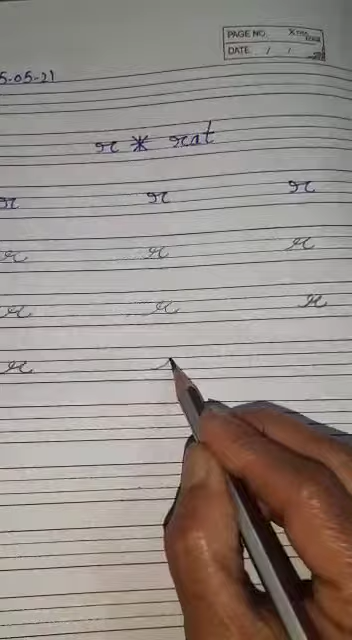 PAGE NO.
DATE / /
5-05-21
r * rat
r r r
r r r
r r r
r